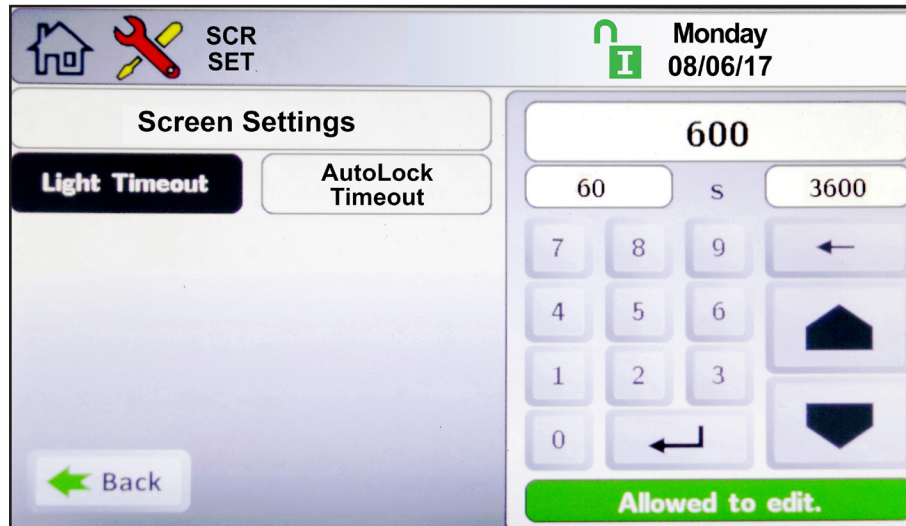 SCR
SET
I
Monday
08/06/17
Screen Settings
Light Timeout
AutoLock
Timeout
600
60 s 3600
7 8 9
4 5 6
1 2 3
0
Back
Allowed to edit.